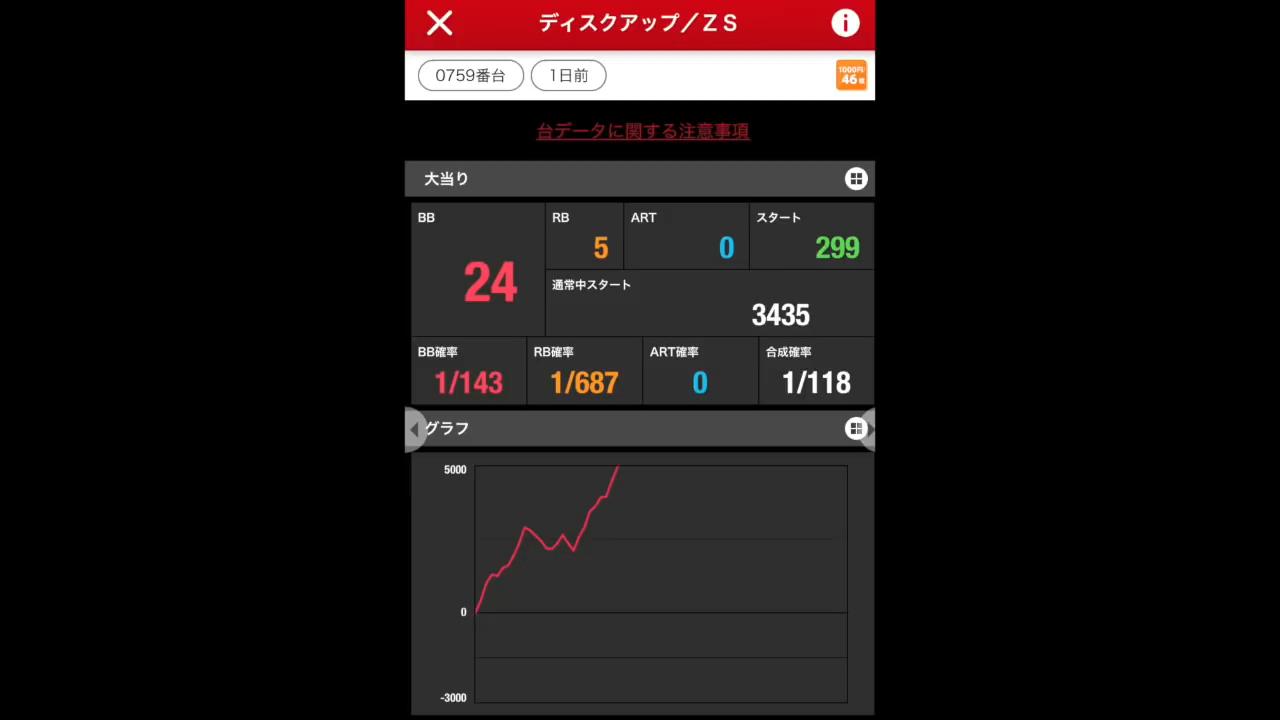 ディスクアップ／ＺＳ
i
0759番台 1日前
1000円 46枚
台データに関する注意事項
大当り
BB RB ART スタート
24 5 0 299
通常中スタート
3435
BB確率 RB確率 ART確率 合成確率
1/143 1/687 0 1/118
グラフ
5000
0
-3000